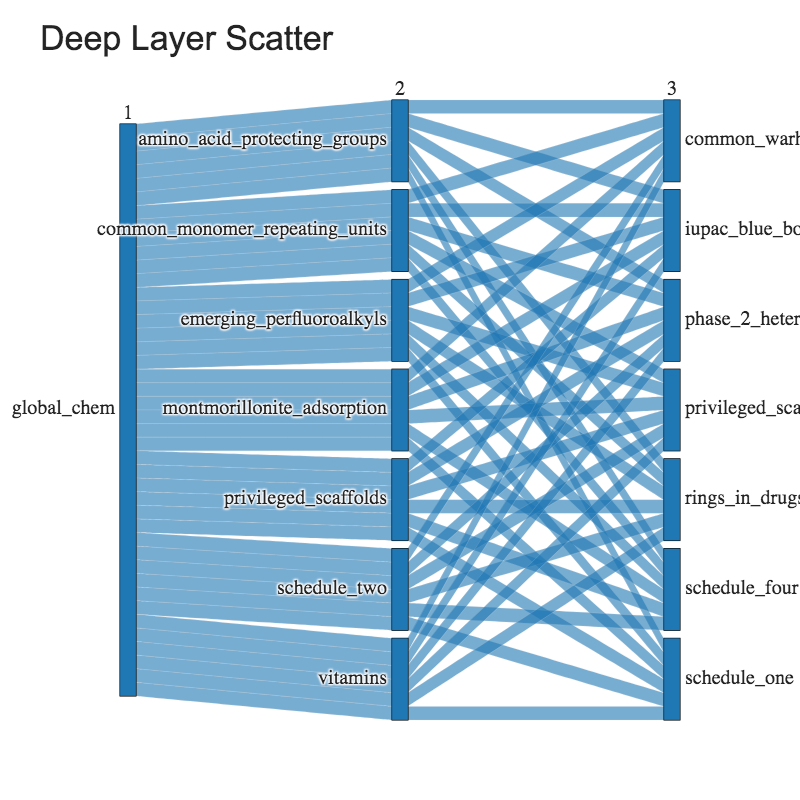 Deep Layer Scatter
1
2
3
amino_acid_protecting_groups
common_warh
common_monomer_repeating_units
iupac_blue_bo
emerging_perfluoroalkyls
phase_2_heter
global_chem
montmorillonite_adsorption
privileged_sca
privileged_scaffolds
rings_in_drugs
schedule_two
schedule_four
vitamins
schedule_one